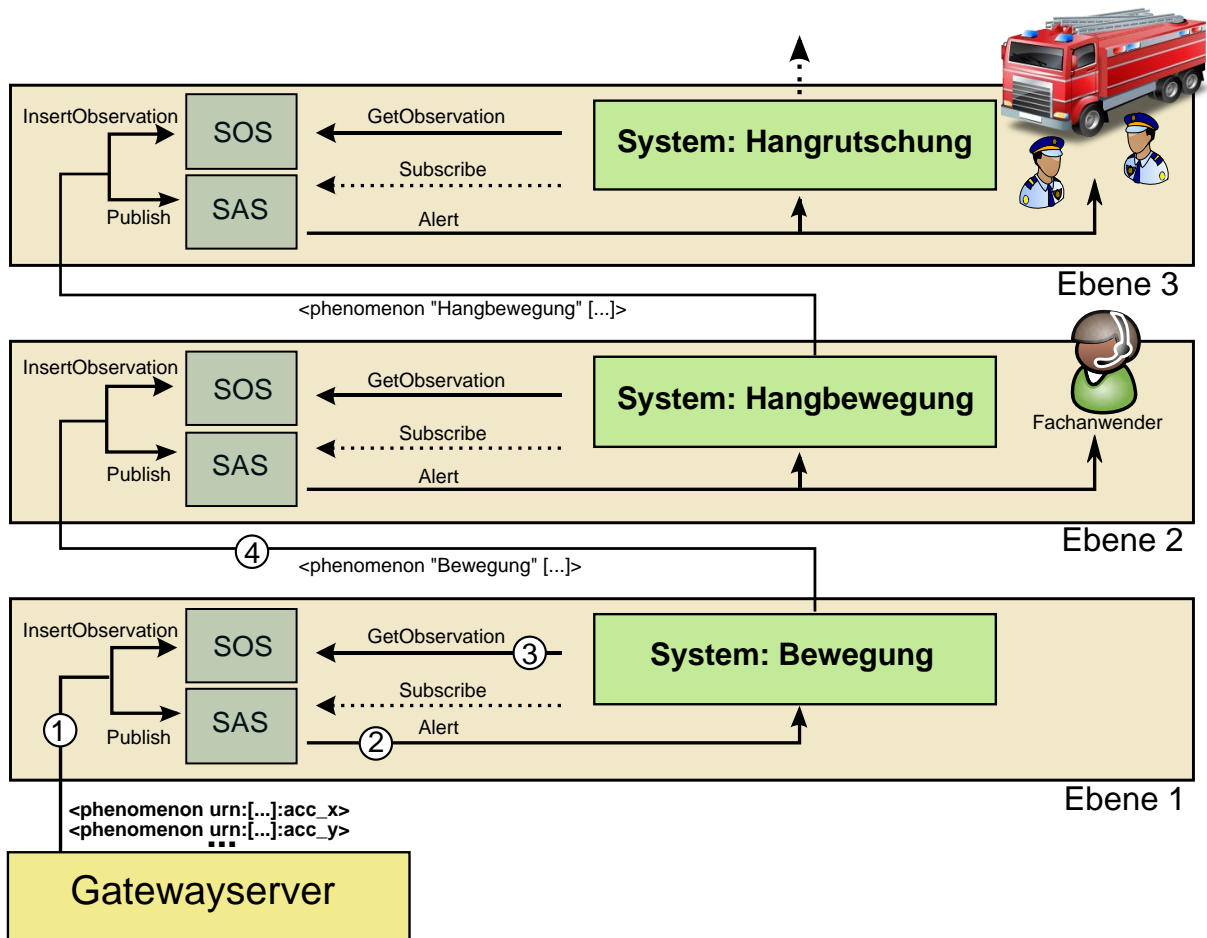 InsertObservation
SOS
GetObservation
System: Hangrutschung
Subscribe
SAS
Publish
Alert
Ebene 3
<phenomenon "Hangbewegung" [...]>
InsertObservation
SOS
GetObservation
System: Hangbewegung
Fachanwender
Subscribe
SAS
Publish
Alert
Ebene 2
4
<phenomenon "Bewegung" [...]>
InsertObservation
SOS
GetObservation
3
System: Bewegung
Subscribe
SAS
1
Publish
Alert
2
Ebene 1
<phenomenon urn:[...]:acc_x>
<phenomenon urn:[...]:acc_y>
...
Gatewayserver